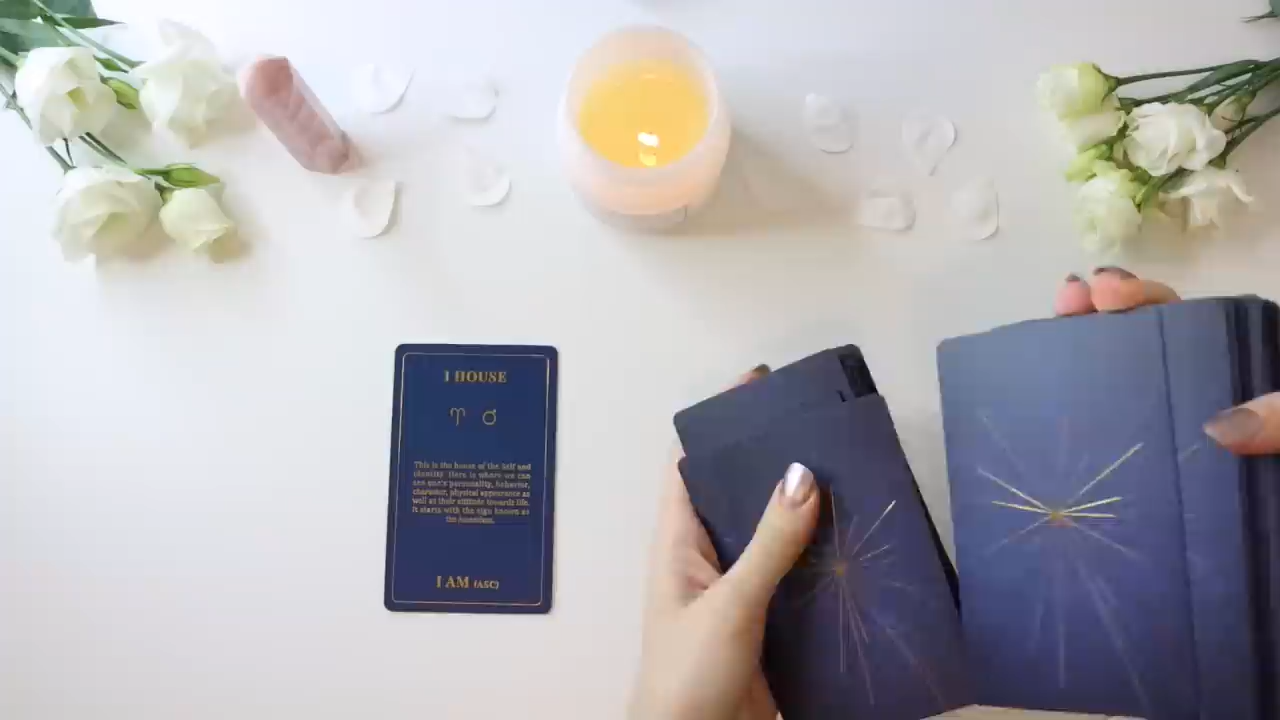 I HOUSE
♈ ♂
This is the house of the Self and
identity. Here is where we can
see one's personality, behavior,
character, physical appearance as
well as their attitude towards life.
It starts with the sign known as
the Ascendant.
I AM (ASC)